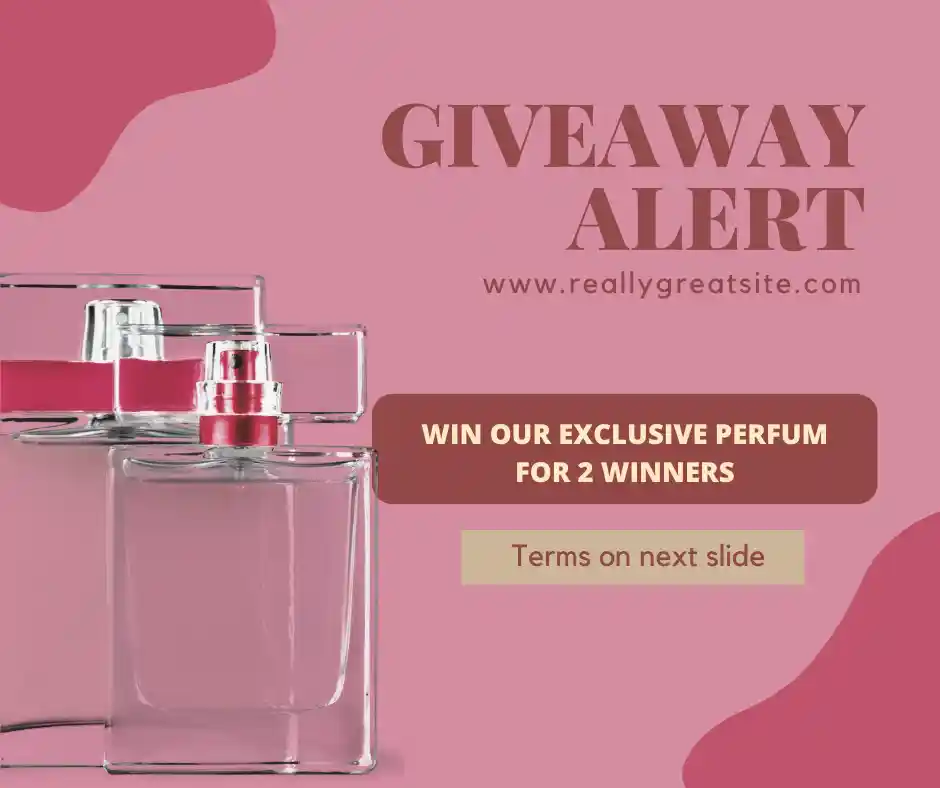 GIVEAWAY
ALERT
www.reallygreatsite.com
WIN OUR EXCLUSIVE PERFUM
FOR 2 WINNERS
Terms on next slide